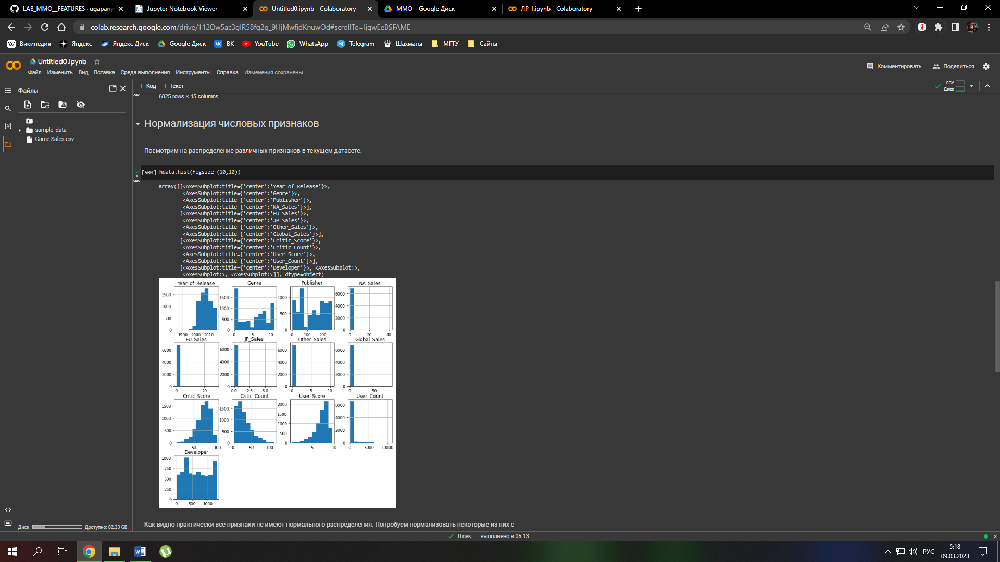 LAB_MMO__FEATURES · ugapany
Jupyter Notebook Viewer
Untitled0.ipynb - Colaboratory
ММО – Google Диск
ЛР 1.ipynb - Colaboratory
colab.research.google.com/drive/112Ow5ac3glR58fg2q_9HjMwfjdKnuwOd#scrollTo=ljqwEeBSFAME
Википедия
Яндекс
Яндекс Диск
Google Диск
ВК
YouTube
WhatsApp
Telegram
Шахматы
МГТУ
Сайты
Untitled0.ipynb
Файл Изменить Вид Вставка Среда выполнения Инструменты Справка Изменения сохранены
Комментировать
Поделиться
Файлы
+ Код + Текст
ОЗУ
Диск
..
sample_data
Game Sales.csv
сек.
6825 rows × 15 columns
Нормализация числовых признаков
Посмотрим на распределение различных признаков в текущем датасете.
[504] hdata.hist(figsize=(10,10))
1
сек.
array([[<AxesSubplot:title={'center':'Year_of_Release'}>,
<AxesSubplot:title={'center':'Genre'}>,
<AxesSubplot:title={'center':'Publisher'}>,
<AxesSubplot:title={'center':'NA_Sales'}>],
[<AxesSubplot:title={'center':'EU_Sales'}>,
<AxesSubplot:title={'center':'JP_Sales'}>,
<AxesSubplot:title={'center':'Other_Sales'}>,
<AxesSubplot:title={'center':'Global_Sales'}>],
[<AxesSubplot:title={'center':'Critic_Score'}>,
<AxesSubplot:title={'center':'Critic_Count'}>,
<AxesSubplot:title={'center':'User_Score'}>,
<AxesSubplot:title={'center':'User_Count'}>],
[<AxesSubplot:title={'center':'Developer'}>, <AxesSubplot:>,
<AxesSubplot:>, <AxesSubplot:>]], dtype=object)
Year_of_Release Genre Publisher NA_Sales
1500 1000 500 0
1990 2000 2010
1500 1000 500 0
0 5 10
1000 500 0
0 100 200
6000 4000 2000 0
0 20 40
EU_Sales JP_Sales Other_Sales Global_Sales
6000 4000 2000 0
0 20
6000 4000 2000 0
0.0 2.5 5.0
6000 4000 2000 0
0 5 10
6000 4000 2000 0
0 50
Critic_Score Critic_Count User_Score User_Count
1500 1000 500 0
50 100
1500 1000 500 0
0 50 100
2000 1500 1000 500 0
5 10
6000 4000 2000 0
0 5000 10000
Developer
1000 750 500 250 0
0 500 1000
Как видно практически все признаки не имеют нормального распределения. Попробуем нормализовать некоторые из них с
Диск
Доступно: 82.33 GB.
0 сек. выполнено в 05:13
РУС
5:18
09.03.2023